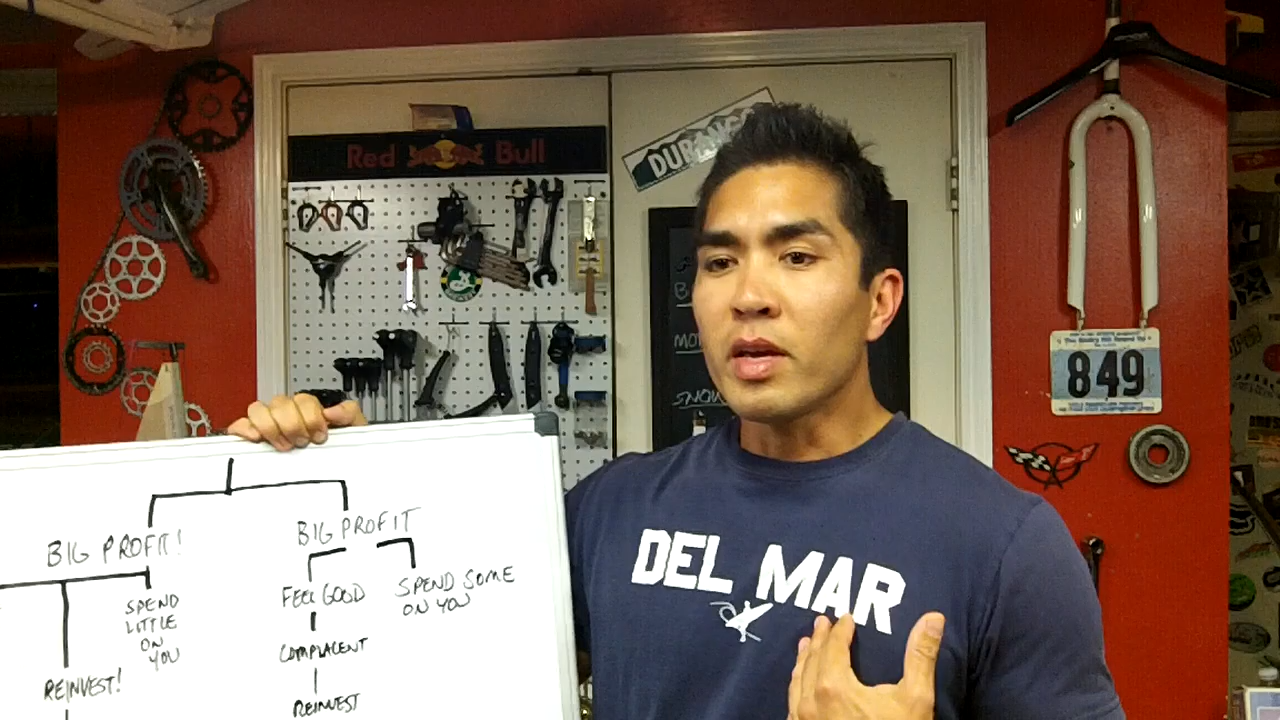 Red Bull
DURANGO
849
DEL MAR
BIG PROFIT!
BIG PROFIT
SPEND
LITTLE
ON
YOU
FEEL GOOD
SPEND SOME
ON YOU
COMPLACENT
REINVEST!
REINVEST